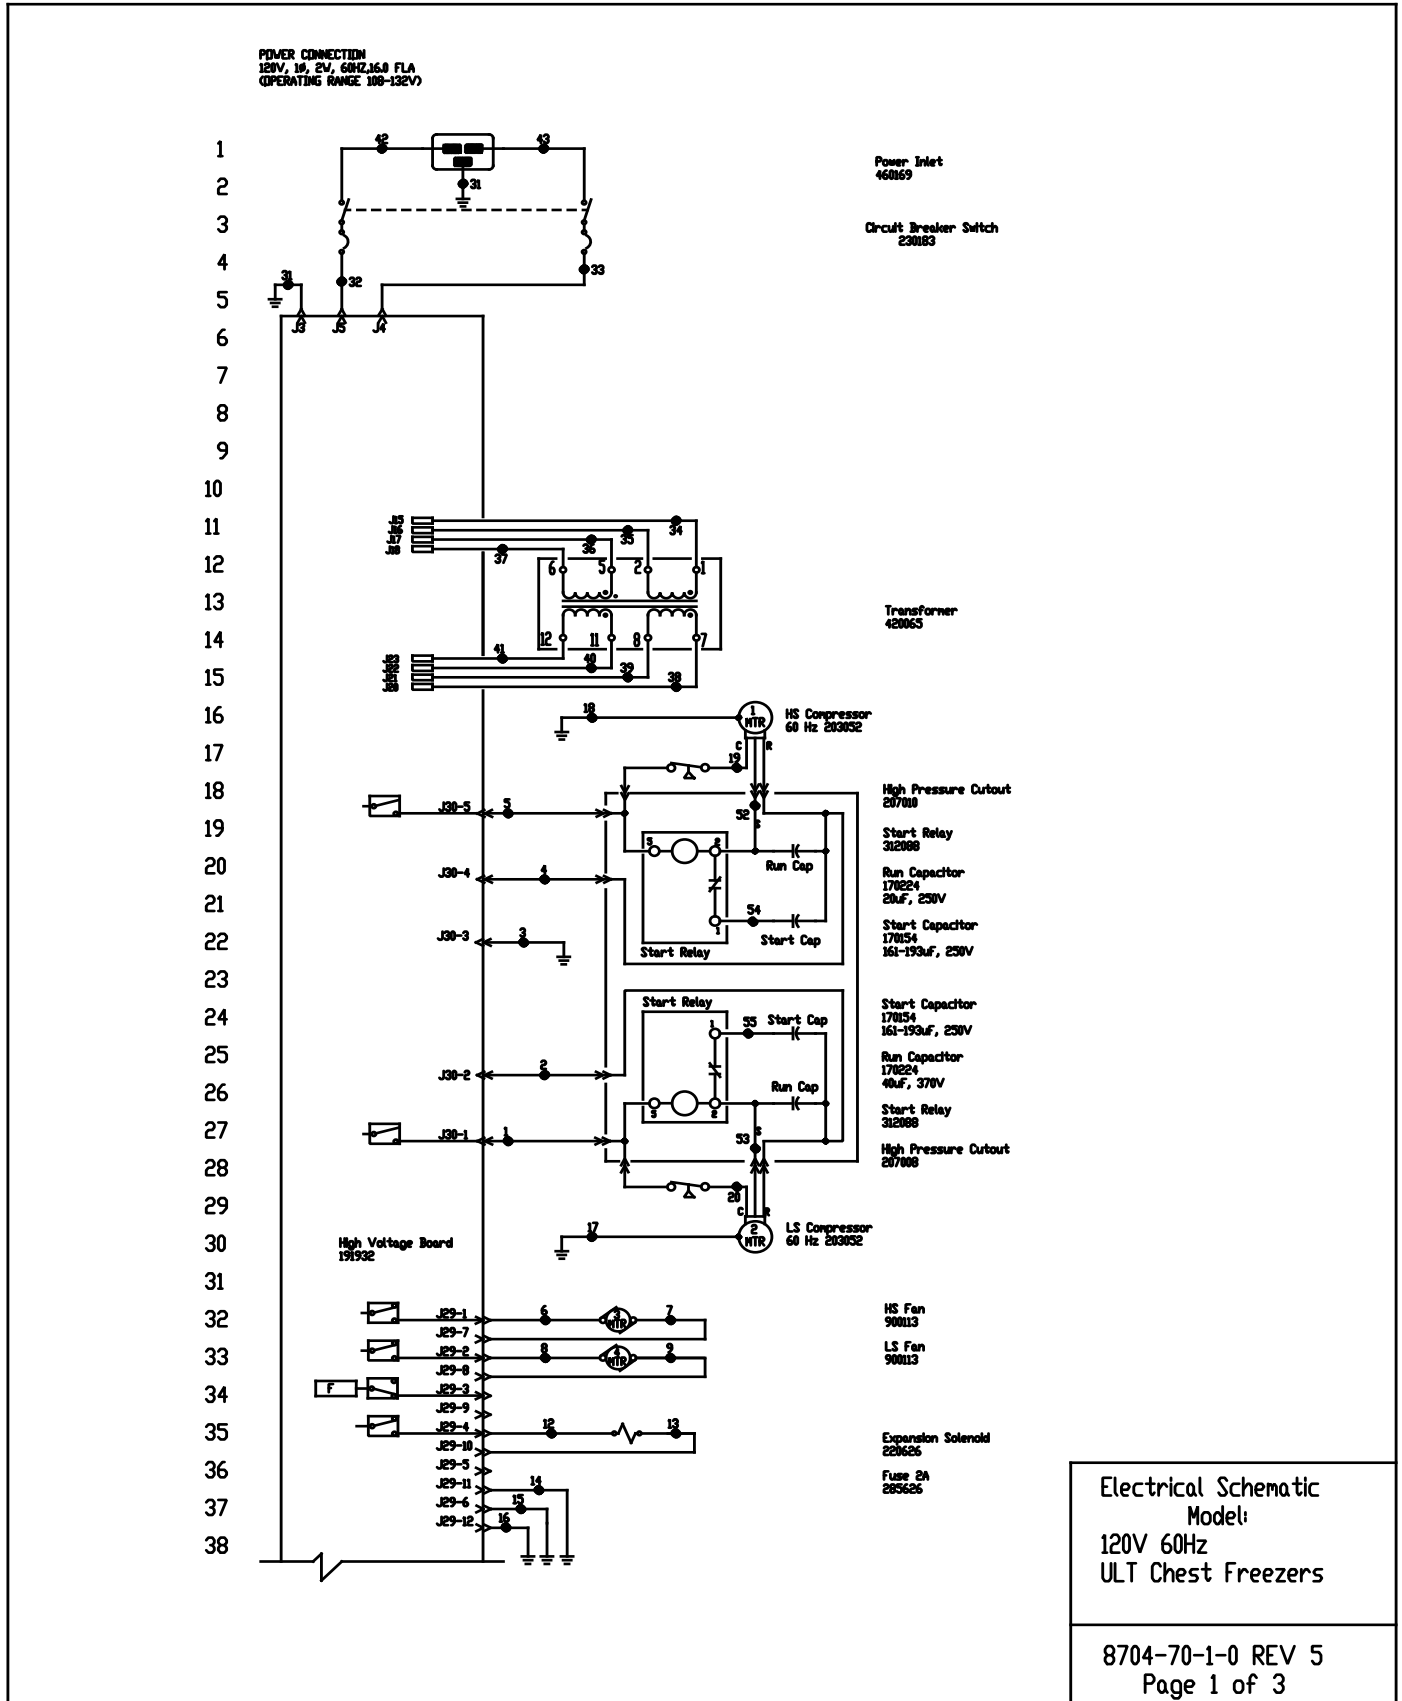 POWER CONNECTION
120V, 1ø, 2W, 60HZ,16.0 FLA
(OPERATING RANGE 108-132V)
1
42
43
Power Inlet
460169
2
31
3
Circuit Breaker Switch
230183
4
31
32
33
5
J3
J5
J4
6
7
8
9
10
11
34
35
36
37
12
6
5
2
1
13
Transformer
420065
14
12
11
8
7
41
40
15
39
38
16
18
1
MTR
HS Compressor
60 Hz 203052
17
C
R
19
18
High Pressure Cutout
207010
J30-5
5
52
S
19
Start Relay
312088
5
2
20
Run Cap
J30-4
4
Run Capacitor
170224
20uF, 250V
21
54
1
Start Cap
Start Capacitor
170154
161-193uF, 250V
22
J30-3
3
Start Relay
23
24
Start Relay
Start Capacitor
170154
161-193uF, 250V
1
55
Start Cap
25
J30-2
2
Run Capacitor
170224
40uF, 370V
26
Run Cap
5
2
Start Relay
312088
27
J30-1
1
53
S
High Pressure Cutout
207008
28
20
29
C
R
30
17
2
MTR
LS Compressor
60 Hz 203052
High Voltage Board
191932
31
32
J29-1
6
3
MTR
7
HS Fan
900113
J29-7
33
J29-2
8
4
MTR
9
LS Fan
900113
J29-8
34
F
J29-3
J29-9
35
J29-4
12
13
Expansion Solenoid
220626
J29-10
36
J29-5
Fuse 2A
285626
J29-11
14
37
J29-6
15
J29-12
16
38
Electrical Schematic
Model:
120V 60Hz
ULT Chest Freezers
8704-70-1-0 REV 5
Page 1 of 3